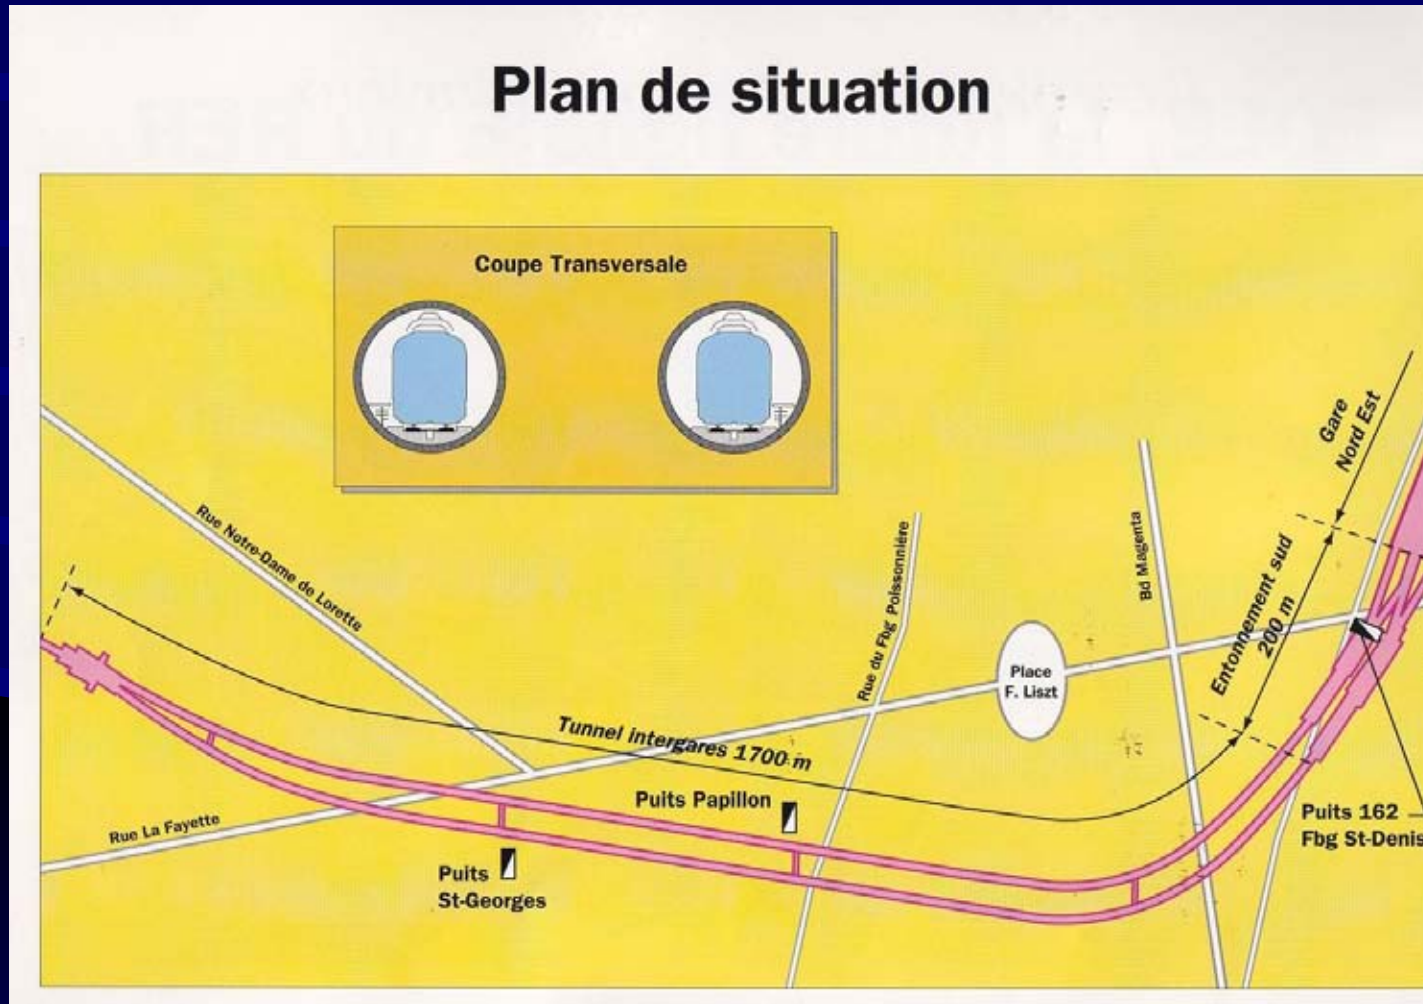 Plan de situation
Coupe Transversale
Gare
Nord Est
Rue Notre-Dame de Lorette
Rue du Fbg Poissonnière
Bd Magenta
Entonnement sud
200 m
Place
F. Liszt
Tunnel intergares 1700 m
Puits Papillon
Rue La Fayette
Puits
St-Georges
Puits 162
Fbg St-Denis